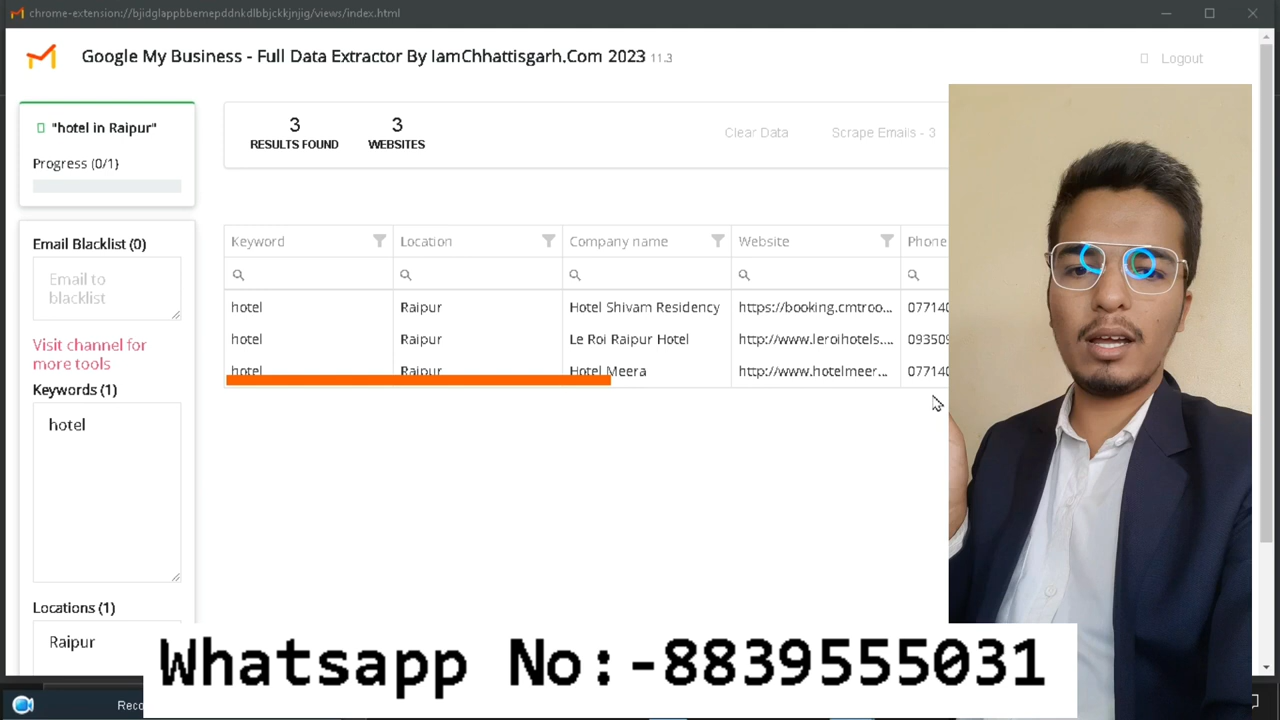 chrome-extension://bjidglappbbemepddnkdlbbjckkjnjig/views/index.html
Google My Business - Full Data Extractor By IamChhattisgarh.Com 2023 11.3
Logout
"hotel in Raipur"
Progress (0/1)
3
RESULTS FOUND
3
WEBSITES
Clear Data
Scrape Emails - 3
Email Blacklist (0)
Email to
blacklist
Visit channel for
more tools
Keywords (1)
hotel
Locations (1)
Raipur
Keyword Location Company name Website Phone
hotel Raipur Hotel Shivam Residency https://booking.cmtroo... 077140
hotel Raipur Le Roi Raipur Hotel http://www.leroihotels.... 093509
hotel Raipur Hotel Meera http://www.hotelmeer... 077140
Whatsapp No:-8839555031
Reco